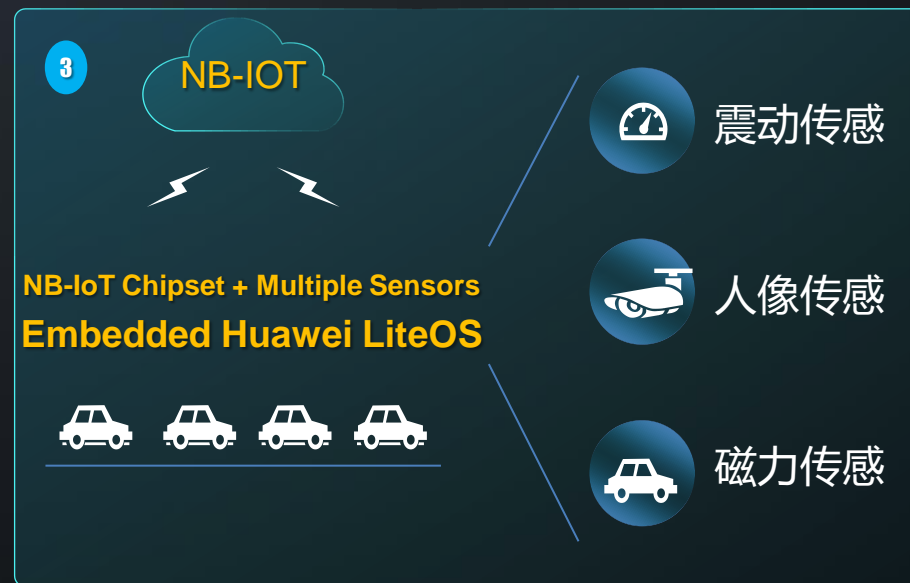 3
NB-IOT
NB-IoT Chipset + Multiple Sensors
Embedded Huawei LiteOS
震动传感
人像传感
磁力传感